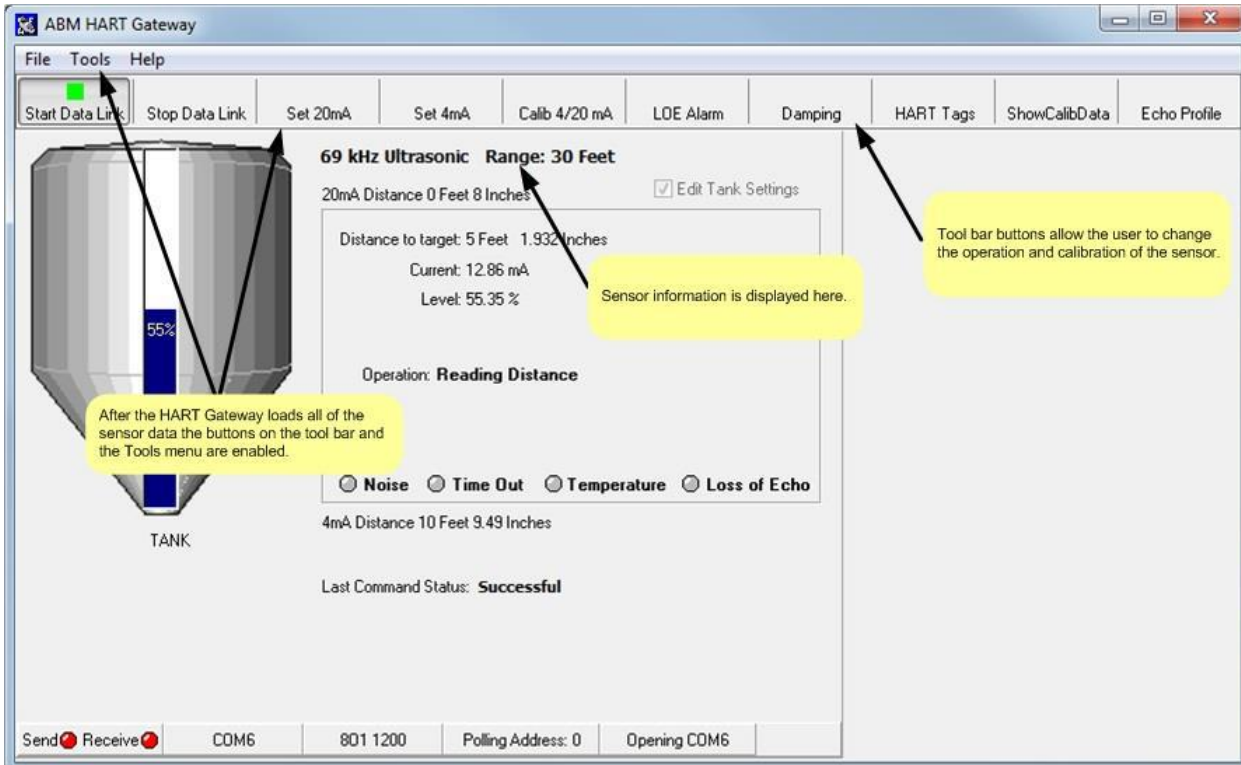 ABM HART Gateway
File Tools Help
Start Data Link Stop Data Link Set 20mA Set 4mA Calib 4/20 mA LOE Alarm Damping HART Tags ShowCalibData Echo Profile
69 kHz Ultrasonic Range: 30 Feet
20mA Distance 0 Feet 8 Inches
Edit Tank Settings
Distance to target: 5 Feet 1.932 Inches
Current: 12.86 mA
Level: 55.35 %
Operation: Reading Distance
Noise Time Out Temperature Loss of Echo
4mA Distance 10 Feet 9.49 Inches
Last Command Status: Successful
55%
TANK
After the HART Gateway loads all of the
sensor data the buttons on the tool bar and
the Tools menu are enabled.
Sensor information is displayed here.
Tool bar buttons allow the user to change
the operation and calibration of the sensor.
Send Receive COM6 8O1 1200 Polling Address: 0 Opening COM6